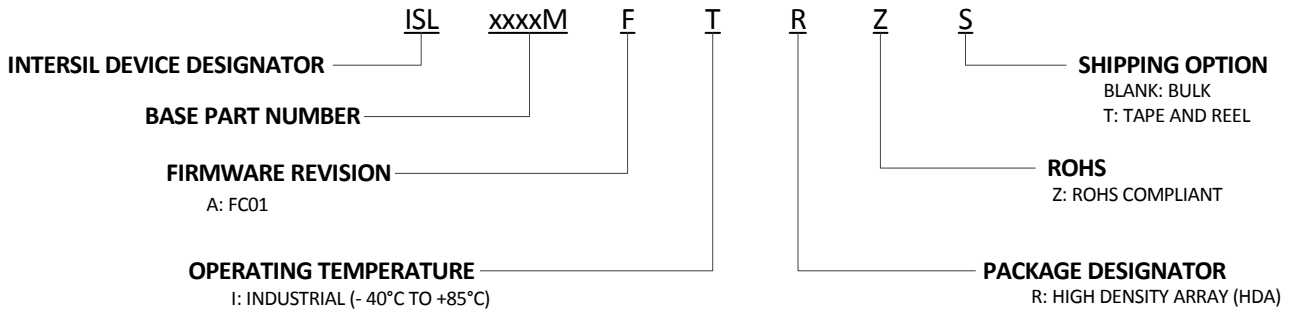 ISL xxxxM F T R Z S
INTERSIL DEVICE DESIGNATOR
BASE PART NUMBER
FIRMWARE REVISION
A: FC01
OPERATING TEMPERATURE
I: INDUSTRIAL (- 40°C TO +85°C)
SHIPPING OPTION
BLANK: BULK
T: TAPE AND REEL
ROHS
Z: ROHS COMPLIANT
PACKAGE DESIGNATOR
R: HIGH DENSITY ARRAY (HDA)